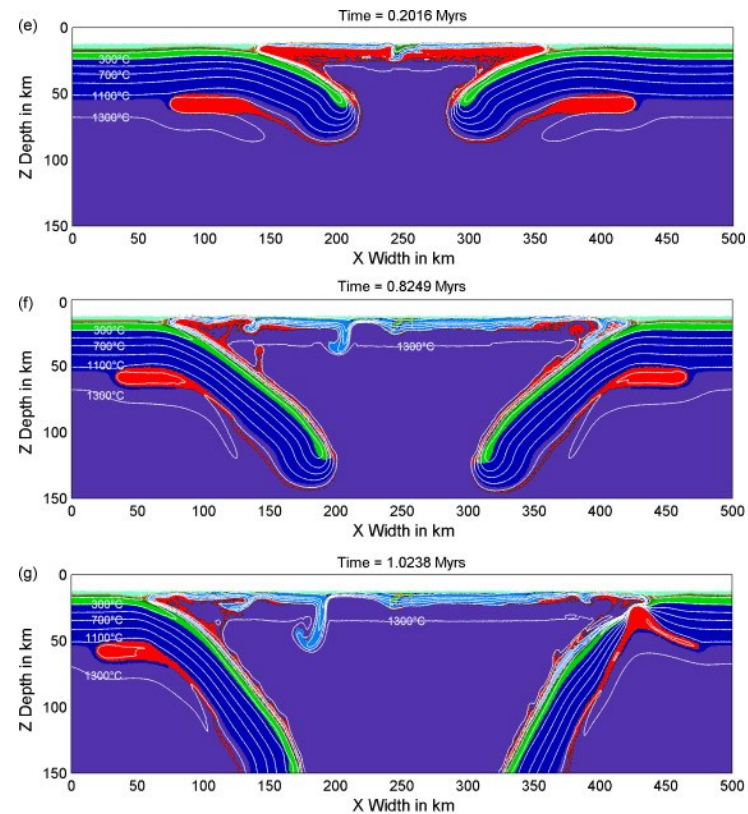 (e)
Time = 0.2016 Myrs
0
50
100
150
Z Depth in km
300°C
700°C
1100°C
1300°C
0 50 100 150 200 250 300 350 400 450 500
X Width in km
(f)
Time = 0.8249 Myrs
0
50
100
150
Z Depth in km
300°C
700°C
1100°C
1300°C
1300°C
0 50 100 150 200 250 300 350 400 450 500
X Width in km
(g)
Time = 1.0238 Myrs
0
50
100
150
Z Depth in km
300°C
700°C
1100°C
1300°C
1300°C
0 50 100 150 200 250 300 350 400 450 500
X Width in km